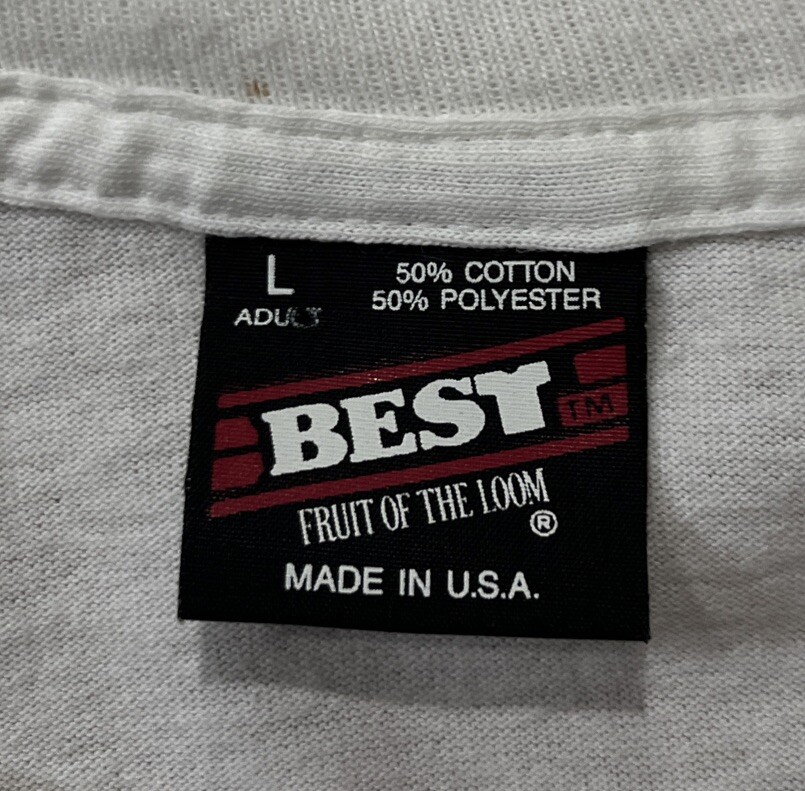 L
50% COTTON
ADULT
50% POLYESTER
BEST TM
FRUIT OF THE LOOM
®
MADE IN U.S.A.